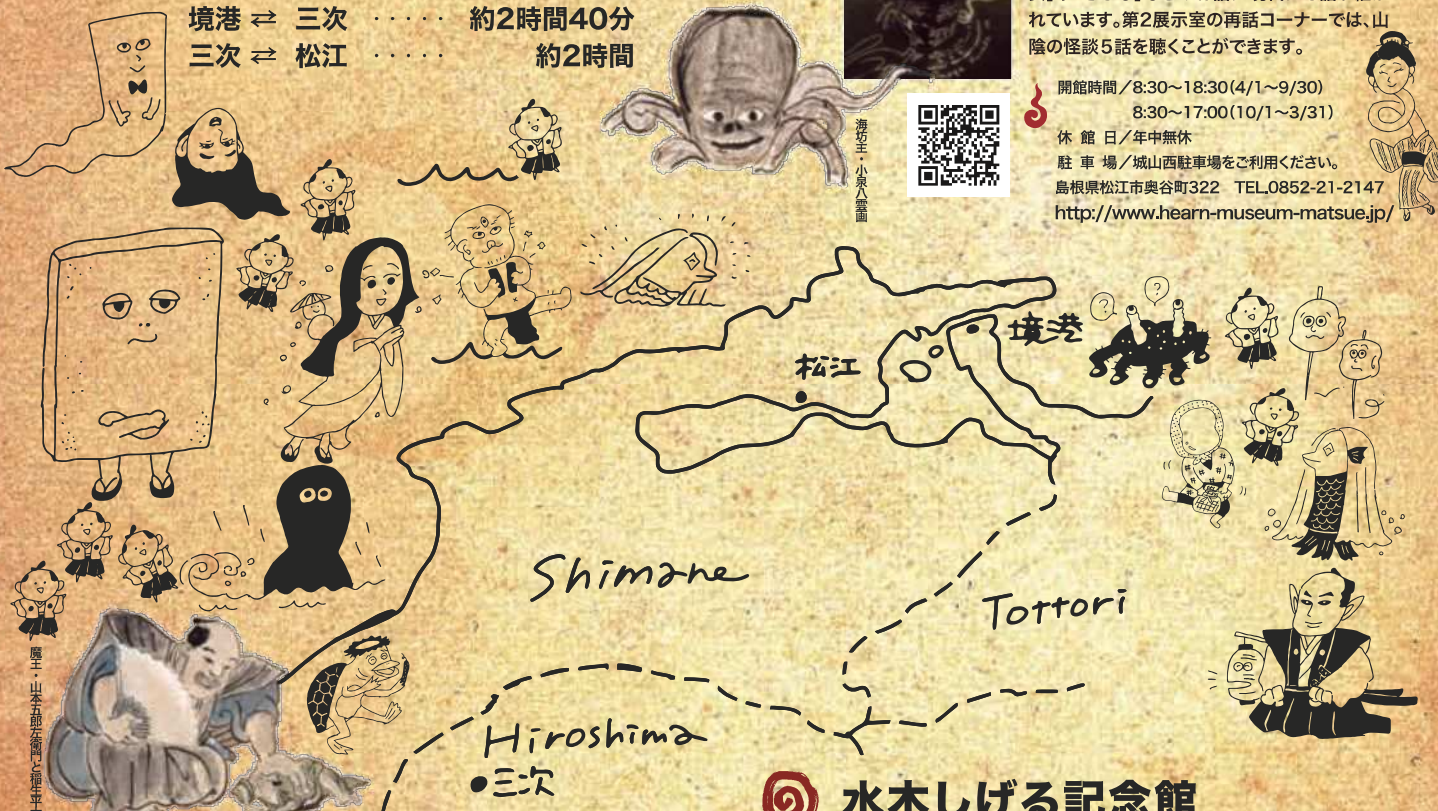 境港 ⇄ 三次 ····· 約2時間40分
三次 ⇄ 松江 ····· 約2時間
れています。第2展示室の再話コーナーでは、山
陰の怪談5話を聴くことができます。
開館時間／8:30〜18:30(4/1〜9/30)
8:30〜17:00(10/1〜3/31)
休 館 日／年中無休
駐 車 場／城山西駐車場をご利用ください。
島根県松江市奥谷町322 TEL.0852-21-2147
http://www.hearn-museum-matsue.jp/
海坊主・小泉八雲画
?
?
境港
松江
Shimane
Tottori
Hiroshima
三次
魔王・山本五郎左衛門と稲生平
水木しげる記念館